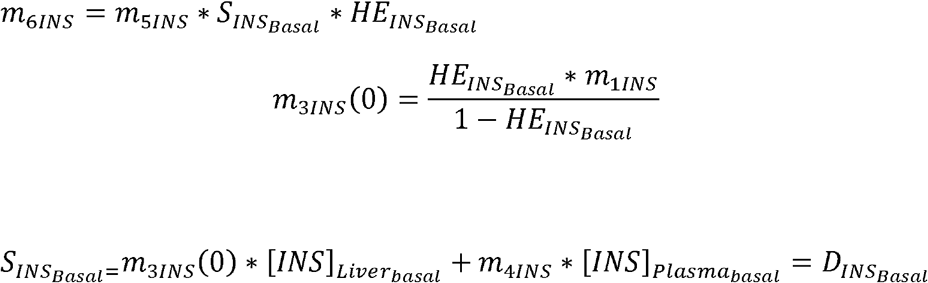 m_{6INS} = m_{5INS} * S_{INS_{Basal}} * HE_{INS_{Basal}}
m_{3INS}(0) = \frac{HE_{INS_{Basal}} * m_{1INS}}{1 - HE_{INS_{Basal}}}
S_{INS_{Basal}=}m_{3INS}(0) * [INS]_{Liver_{basal}} + m_{4INS} * [INS]_{Plasma_{basal}} = D_{INS_{Basal}}